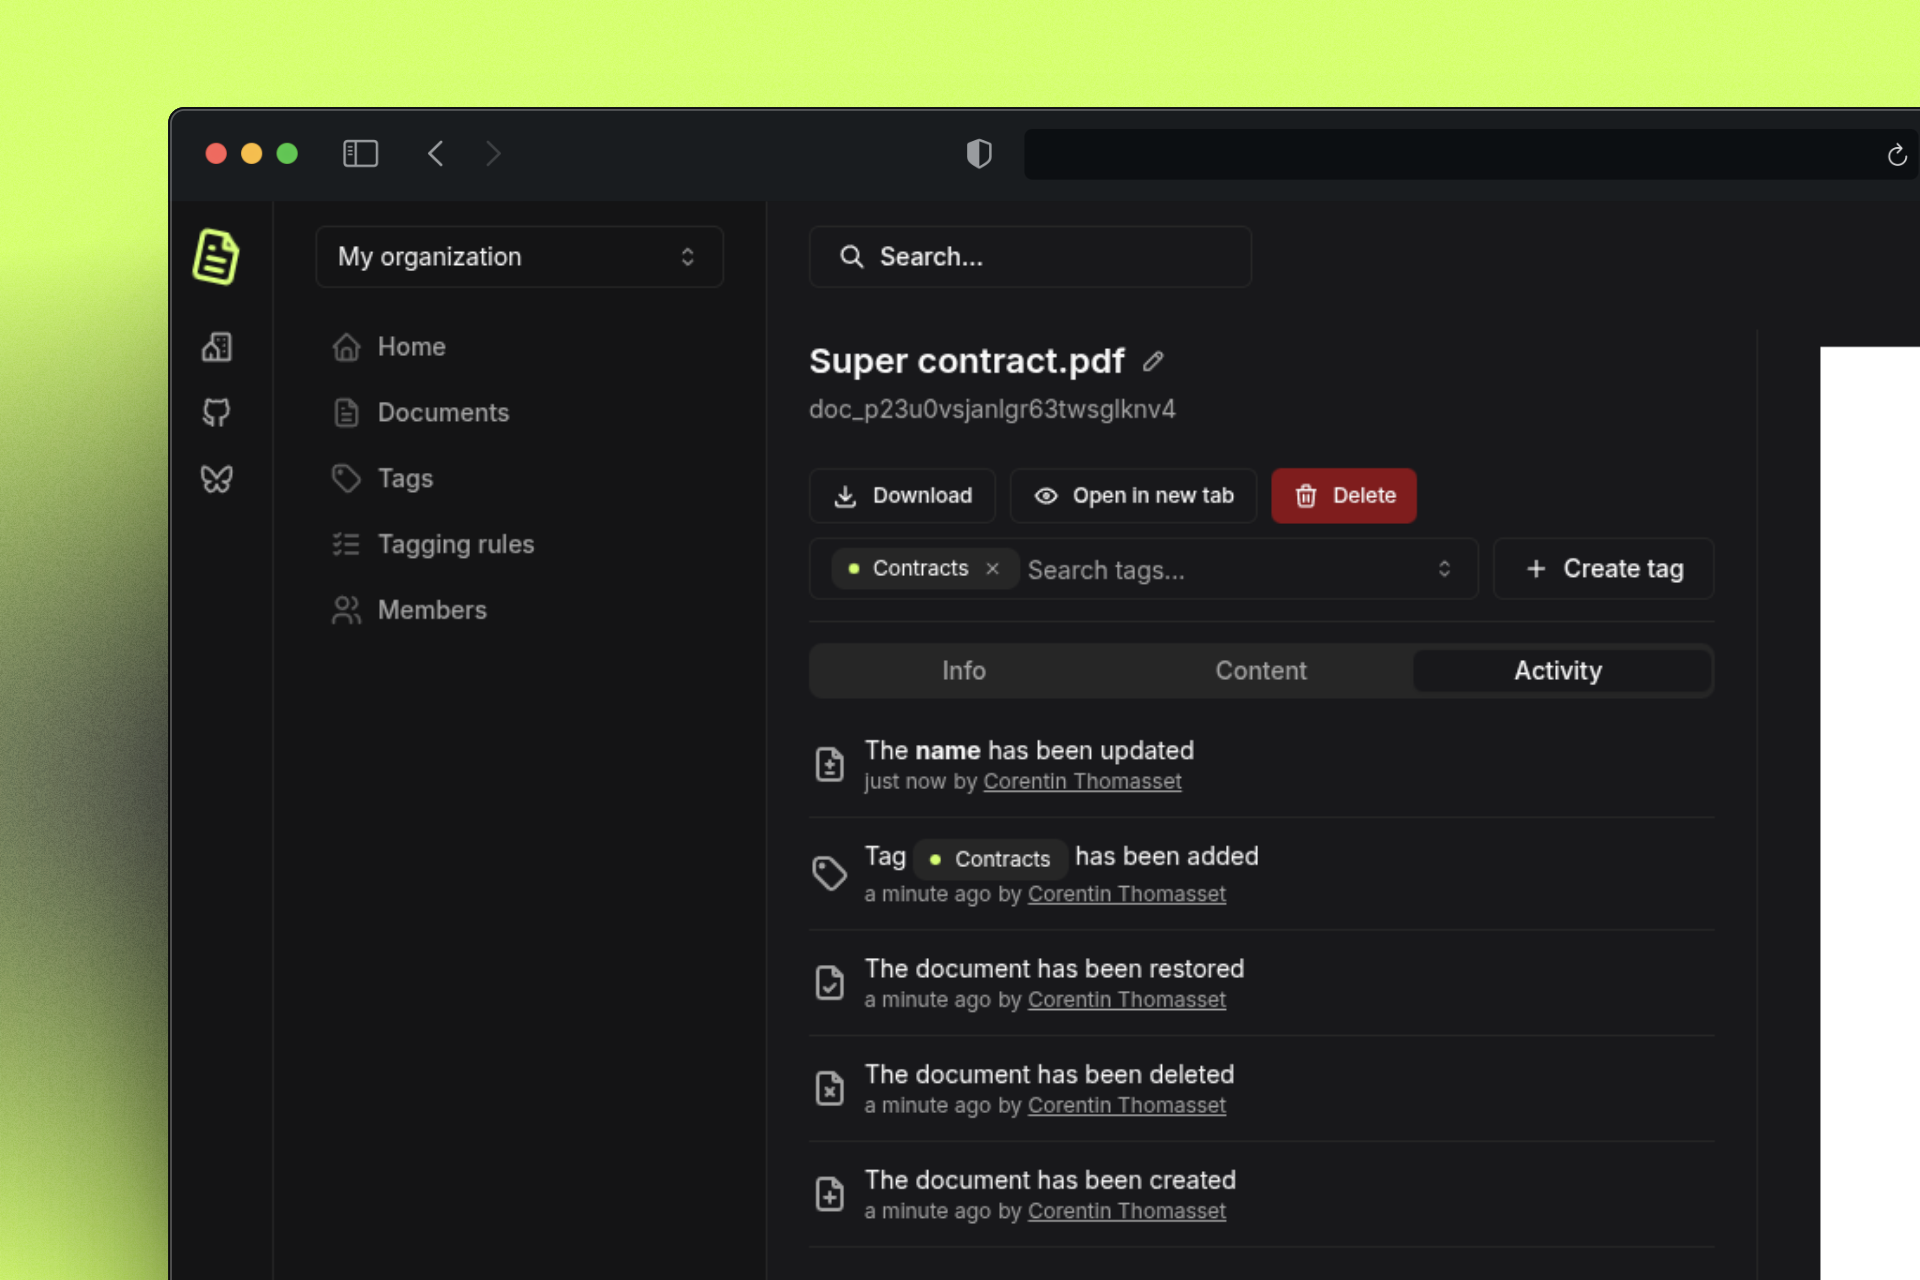 My organization
Search...
Home
Documents
Tags
Tagging rules
Members
Super contract.pdf
doc_p23u0vsjanlgr63twsglknv4
Download
Open in new tab
Delete
Contracts
Search tags...
Create tag
Info
Content
Activity
The name has been updated
just now by Corentin Thomasset
Tag Contracts has been added
a minute ago by Corentin Thomasset
The document has been restored
a minute ago by Corentin Thomasset
The document has been deleted
a minute ago by Corentin Thomasset
The document has been created
a minute ago by Corentin Thomasset